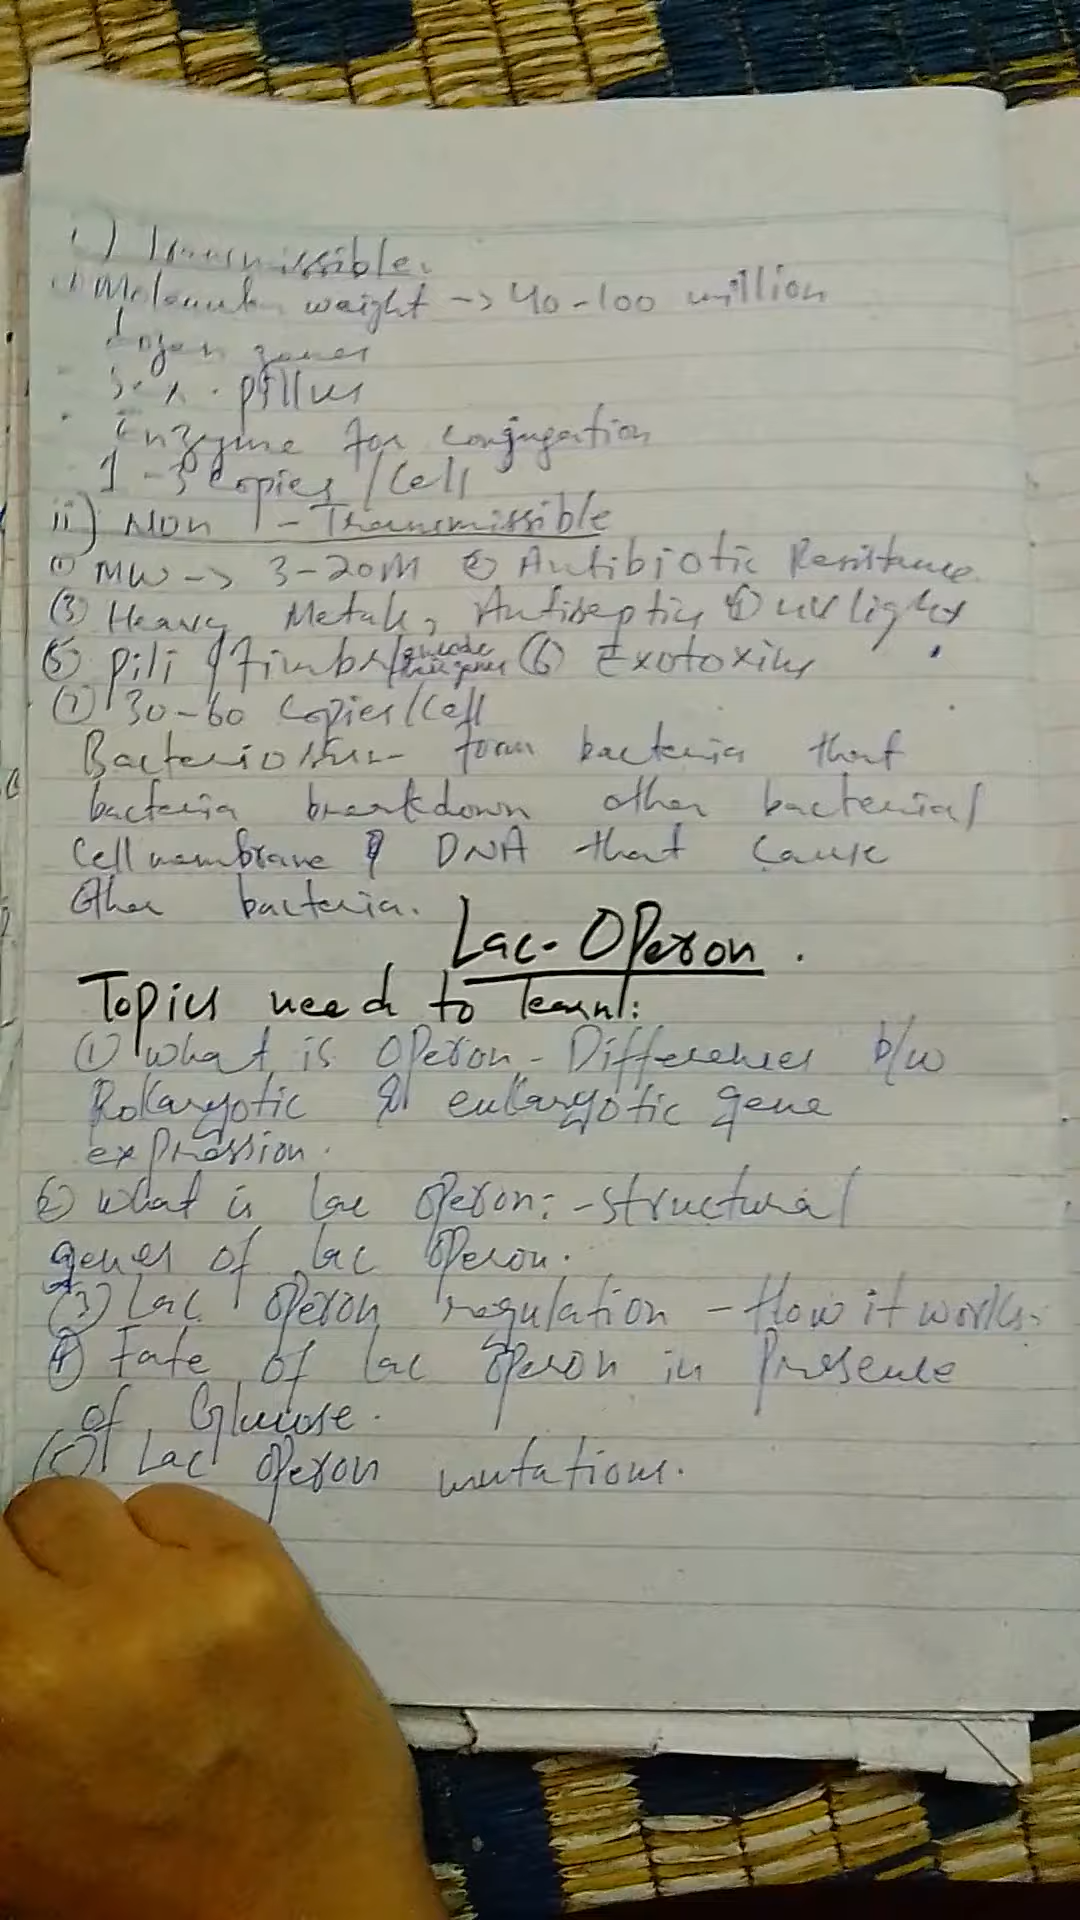 i) Transmissible.
① Molecular weight -> 40-100 million
Dozen genes
Sex pillus
Enzyme for conjugation
1-3 Copies/Cell
ii) Non - Transmissible
① MW -> 3-20M ② Antibiotic Resistance
(3) Heavy Metals, Antiseptics ④ UV light
⑤ Pili / fimbr / ⑥ Exotoxins
⑦ 30-60 Copies/Cell
form bacteria that
bacteria breakdown other bacterial
Cell membrane & DNA that cause
Other bacteria.
Lac-Operon.
Topics need to learn:
(1) what is Operon - Differences b/w
Prokaryotic & eukaryotic gene
expression.
② what is lac operon: - structural
genes of lac operon.
(3) Lac operon regulation - How it works.
④ Fate of lac operon in Presence
of Glucose.
(5) Lac operon mutations.